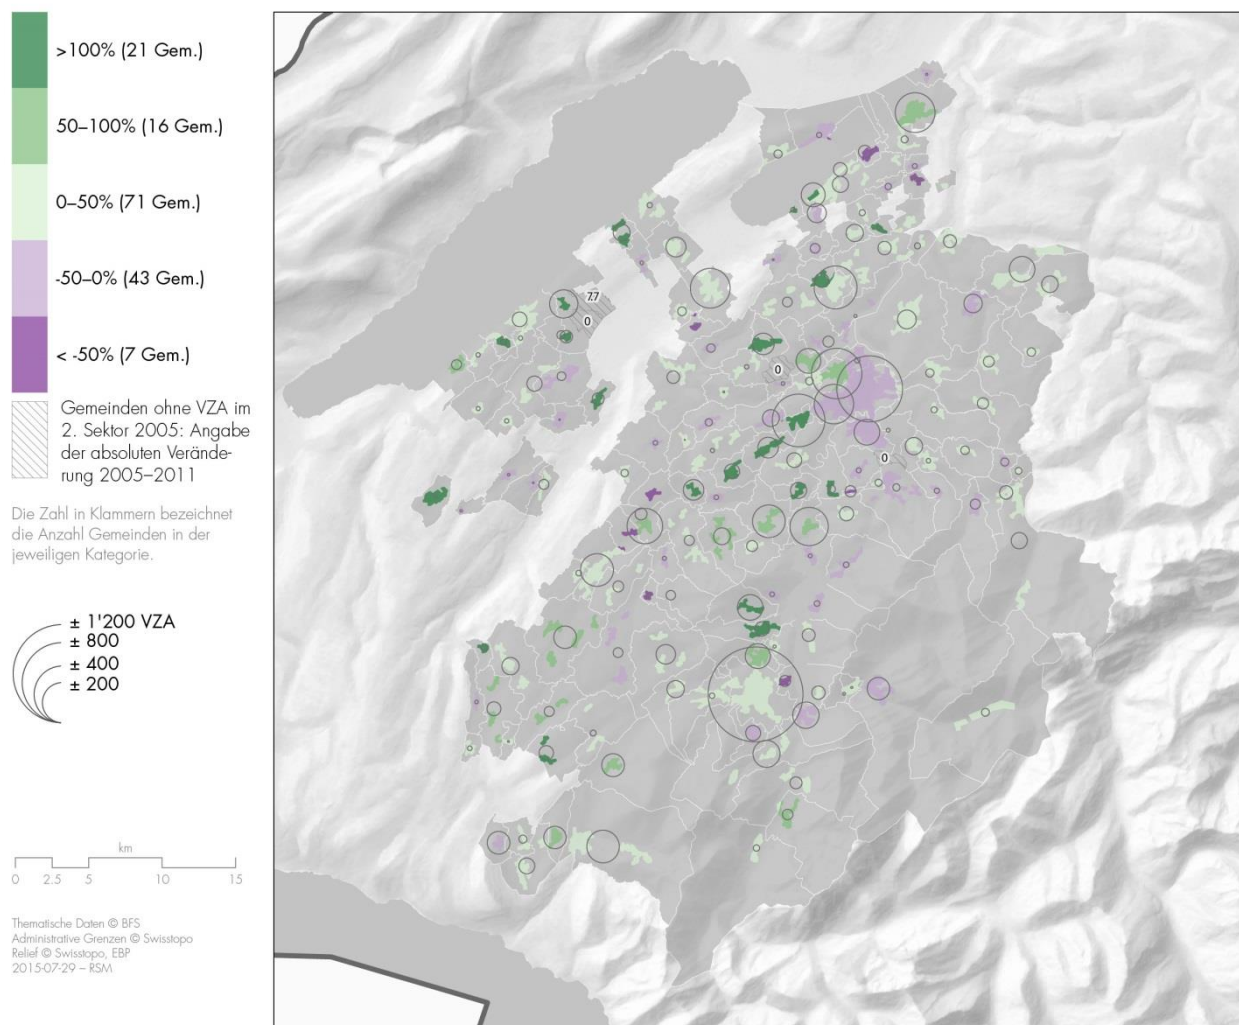 >100% (21 Gem.)
50–100% (16 Gem.)
0–50% (71 Gem.)
-50–0% (43 Gem.)
< -50% (7 Gem.)
Gemeinden ohne VZA im
2. Sektor 2005: Angabe
der absoluten Verände-
rung 2005–2011
Die Zahl in Klammern bezeichnet
die Anzahl Gemeinden in der
jeweiligen Kategorie.
± 1'200 VZA
± 800
± 400
± 200
km
0 2.5 5 10 15
Thematische Daten © BFS
Administrative Grenzen © Swisstopo
Relief © Swisstopo, EBP
2015-07-29 – RSM
77
0
0
0